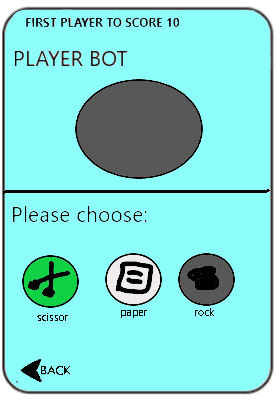 FIRST PLAYER TO SCORE 10
PLAYER BOT
Please choose:
scissor
paper
rock
BACK